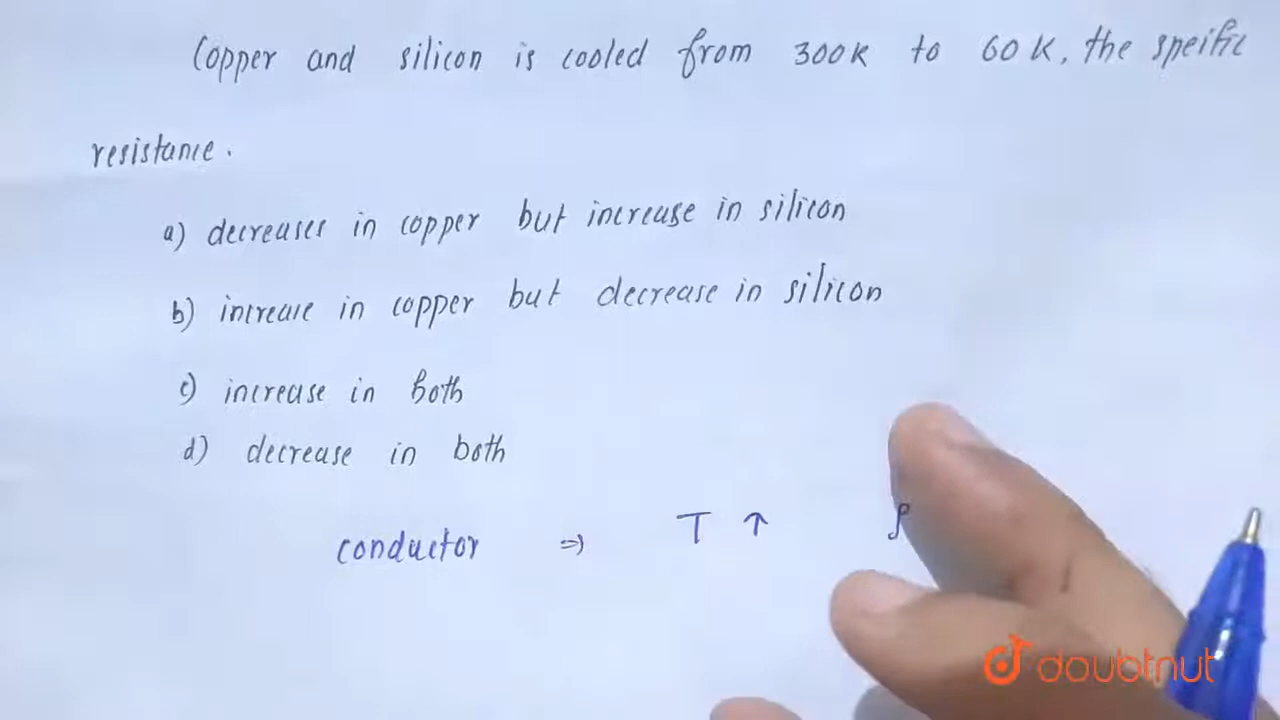 Copper and silicon is cooled from 300K to 60K, the speific
resistance.
a) decreases in copper but increase in silicon
b) increase in copper but decrease in silicon
c) increase in both
d) decrease in both
conductor ⇒ T ↑ ρ
doubtnut